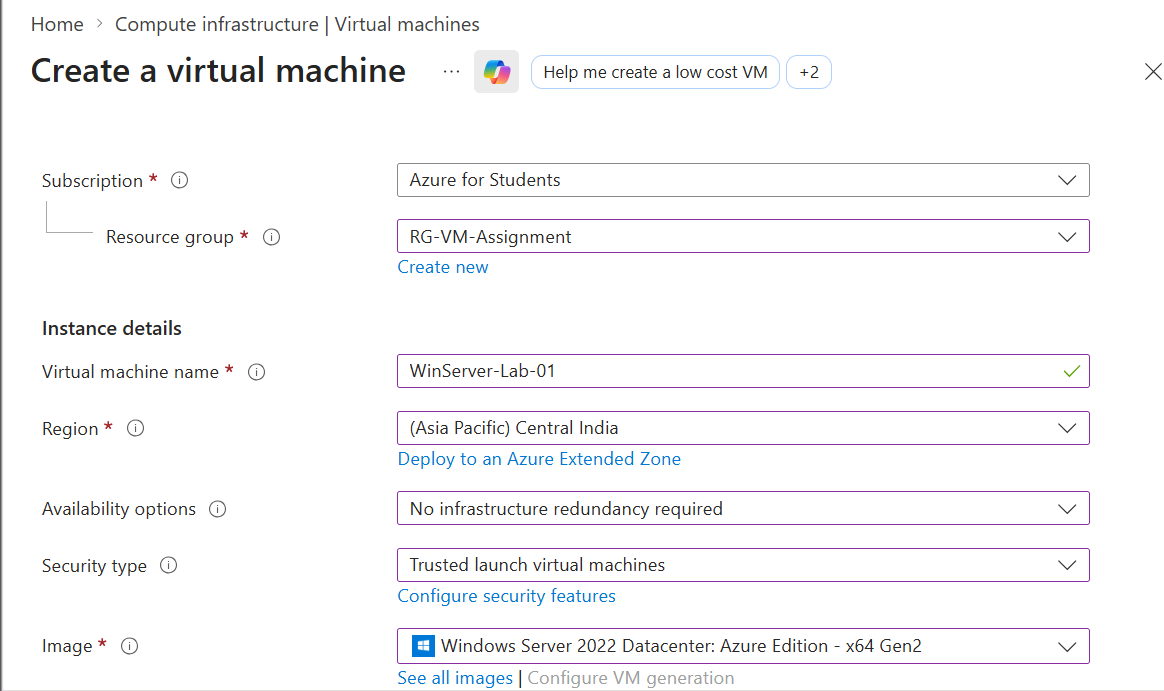 Home > Compute infrastructure | Virtual machines
Create a virtual machine ... Help me create a low cost VM +2
Subscription * Azure for Students
Resource group * RG-VM-Assignment
Create new
Instance details
Virtual machine name * WinServer-Lab-01
Region * (Asia Pacific) Central India
Deploy to an Azure Extended Zone
Availability options No infrastructure redundancy required
Security type Trusted launch virtual machines
Configure security features
Image * Windows Server 2022 Datacenter: Azure Edition - x64 Gen2
See all images | Configure VM generation